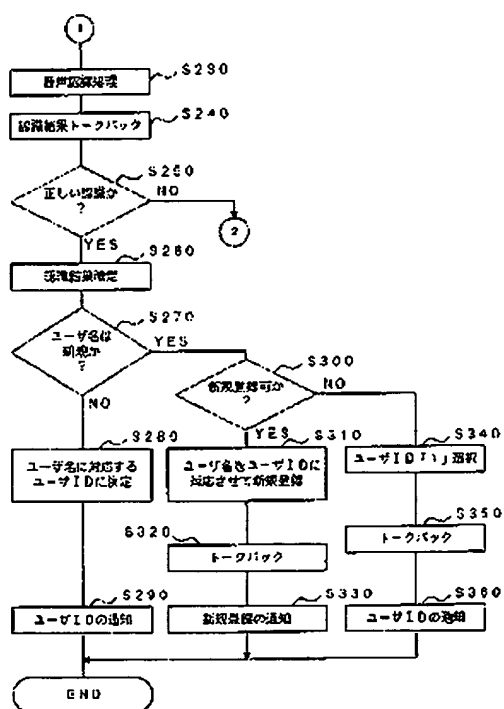 1
S230
音声認識処理
S240
認識結果トークバック
S250
正しい認識か
?
NO
2
YES
S260
認識結果確定
S270
ユーザ名は
新規か
?
YES
NO
S300
新規登録可か
?
NO
YES
S280
ユーザ名に対応する
ユーザIDに決定
S310
ユーザ名をユーザIDに
対応させて新規登録
S340
ユーザID「1」選択
S320
トークバック
S350
トークバック
S290
ユーザIDの通知
S330
新規登録の通知
S360
ユーザIDの通知
END